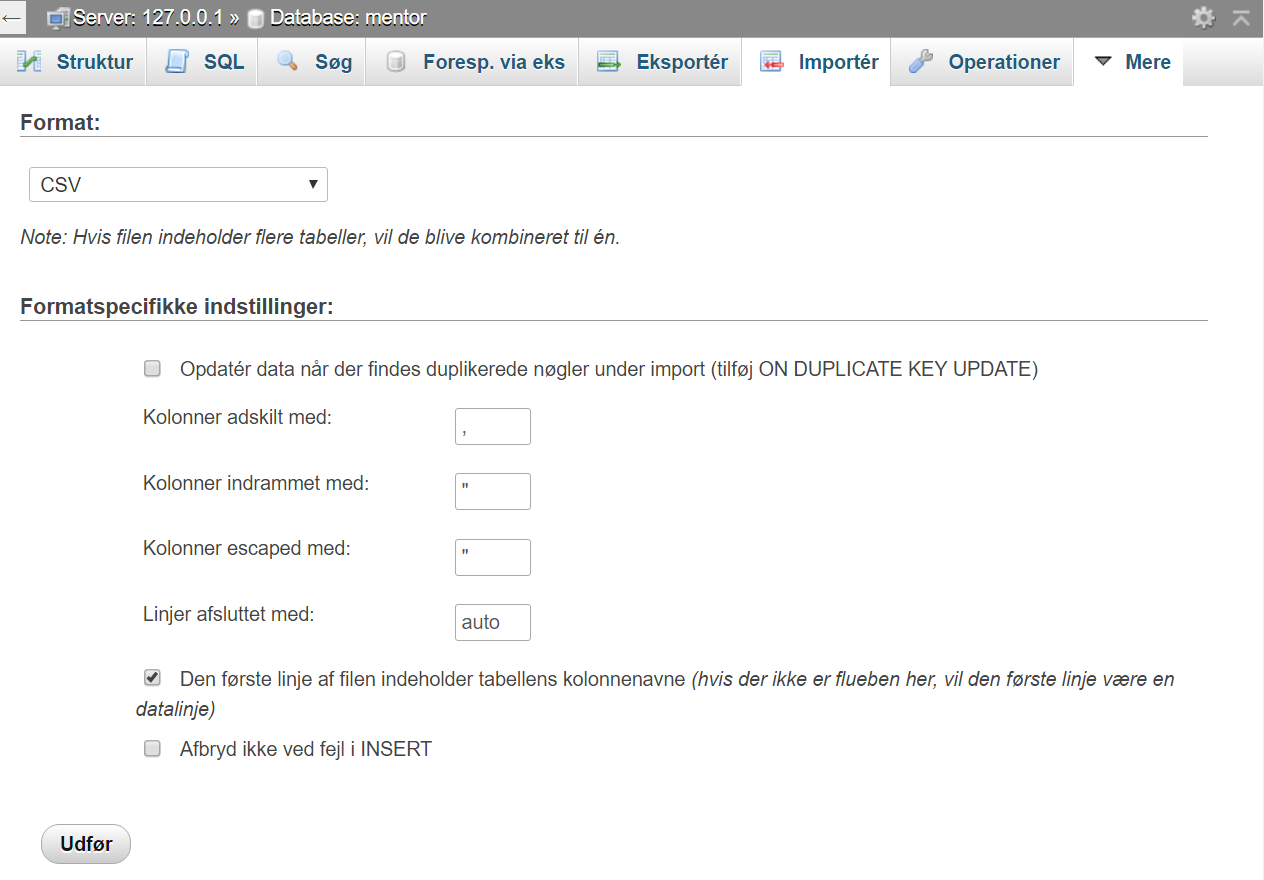 Server: 127.0.0.1 » Database: mentor
Struktur SQL Søg Foresp. via eks Eksportér Importér Operationer Mere
Format:
CSV
Note: Hvis filen indeholder flere tabeller, vil de blive kombineret til én.
Formatspecifikke indstillinger:
Opdatér data når der findes duplikerede nøgler under import (tilføj ON DUPLICATE KEY UPDATE)
Kolonner adskilt med: ,
Kolonner indrammet med: "
Kolonner escaped med: "
Linjer afsluttet med: auto
Den første linje af filen indeholder tabellens kolonnenavne (hvis der ikke er flueben her, vil den første linje være en
datalinje)
Afbryd ikke ved fejl i INSERT
Udfør